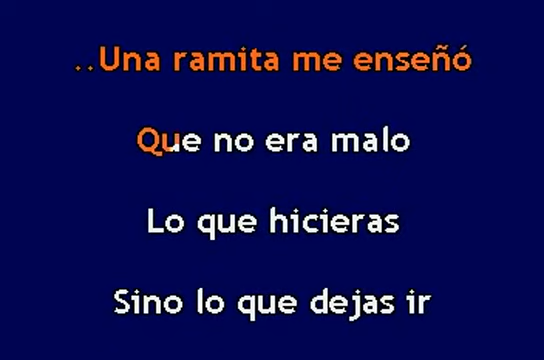 ..Una ramita me enseñó
Que no era malo
Lo que hicieras
Sino lo que dejas ir